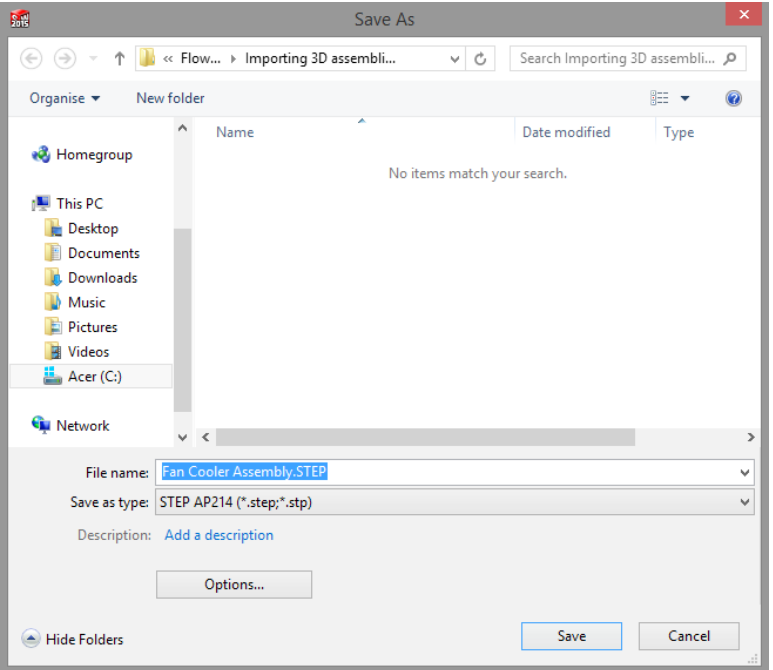 SW
2015
Save As
« Flow... Importing 3D assembli...
Search Importing 3D assembli...
Organise
New folder
Name
Date modified
Type
No items match your search.
Homegroup
This PC
Desktop
Documents
Downloads
Music
Pictures
Videos
Acer (C:)
Network
File name: Fan Cooler Assembly.STEP
Save as type: STEP AP214 (*.step;*.stp)
Description: Add a description
Options...
Hide Folders
Save
Cancel